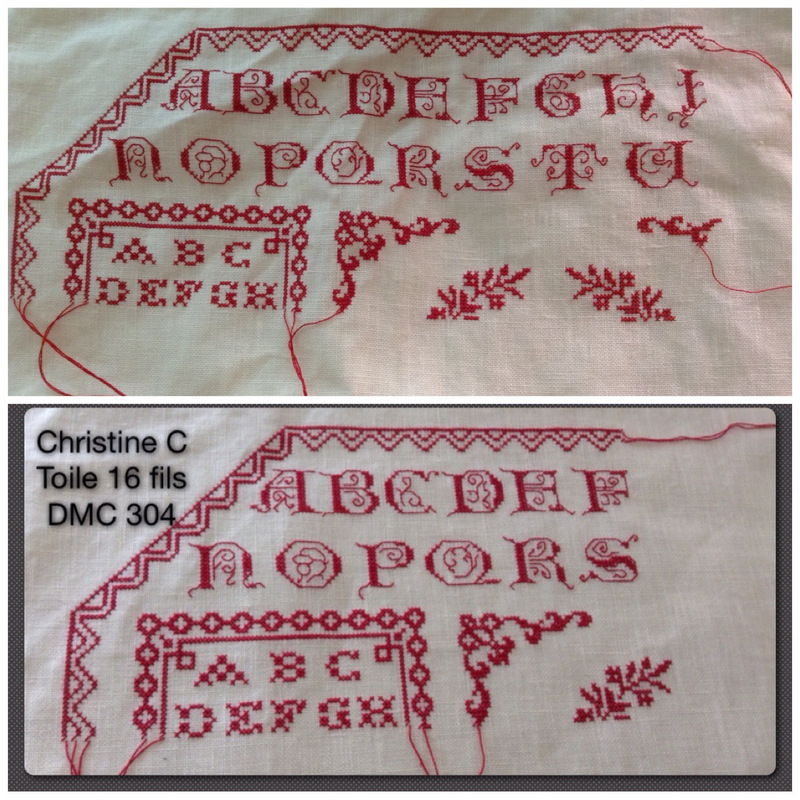 ABCDEFGHI
NOPQRSTU
ABC
DEFGH
Christine C
Toile 16 fils
DMC 304
ABCDEF
NOPQRS
ABC
DEFGH